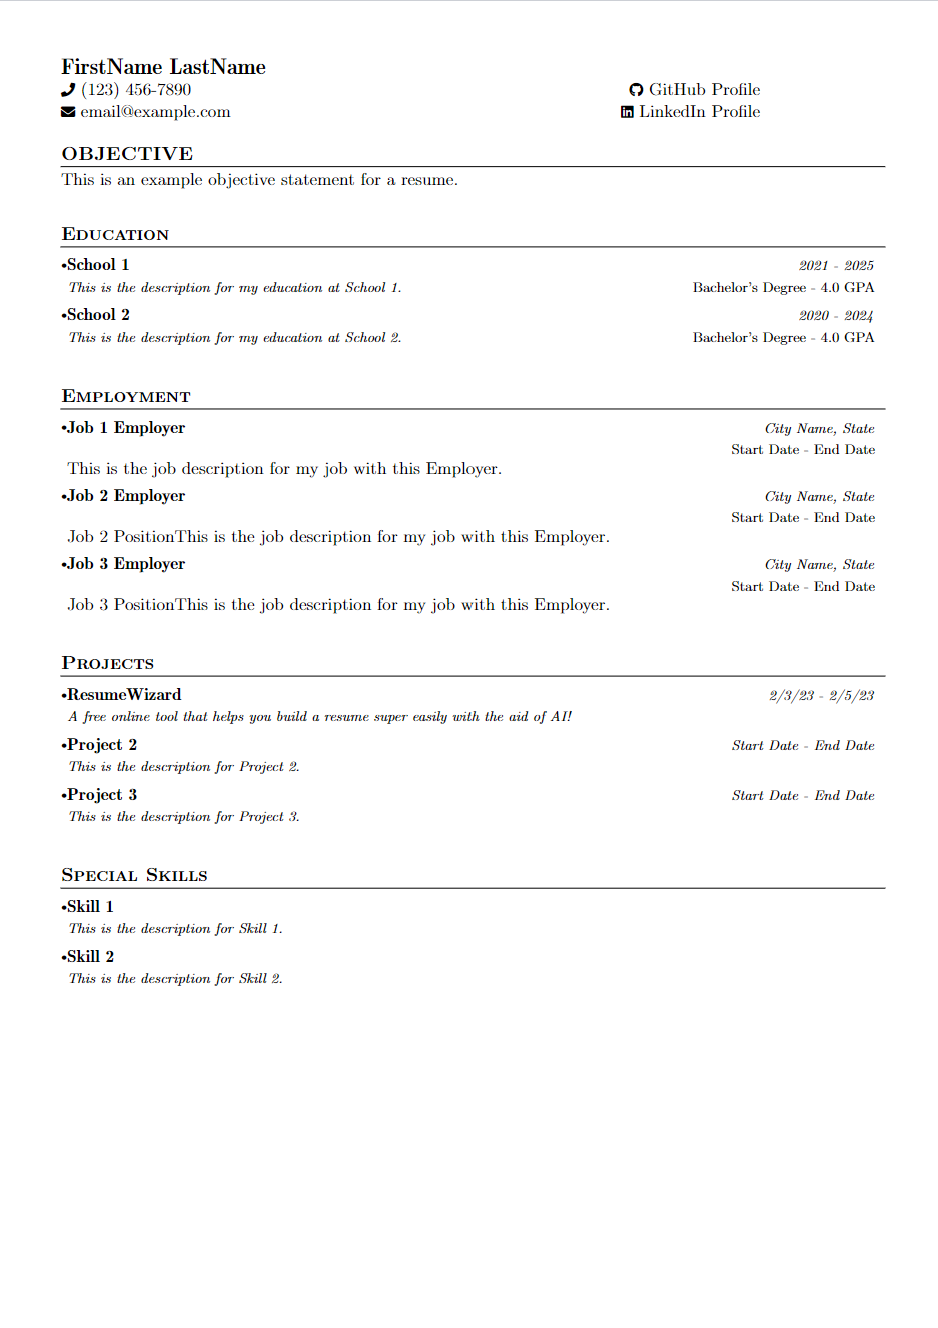 FirstName LastName
(123) 456-7890 GitHub Profile
email@example.com LinkedIn Profile
OBJECTIVE
This is an example objective statement for a resume.
EDUCATION
•School 1 2021 - 2025
This is the description for my education at School 1. Bachelor's Degree - 4.0 GPA
•School 2 2020 - 2024
This is the description for my education at School 2. Bachelor's Degree - 4.0 GPA
EMPLOYMENT
•Job 1 Employer City Name, State
Start Date - End Date
This is the job description for my job with this Employer.
•Job 2 Employer City Name, State
Start Date - End Date
Job 2 PositionThis is the job description for my job with this Employer.
•Job 3 Employer City Name, State
Start Date - End Date
Job 3 PositionThis is the job description for my job with this Employer.
PROJECTS
•ResumeWizard 2/3/23 - 2/5/23
A free online tool that helps you build a resume super easily with the aid of AI!
•Project 2 Start Date - End Date
This is the description for Project 2.
•Project 3 Start Date - End Date
This is the description for Project 3.
SPECIAL SKILLS
•Skill 1
This is the description for Skill 1.
•Skill 2
This is the description for Skill 2.